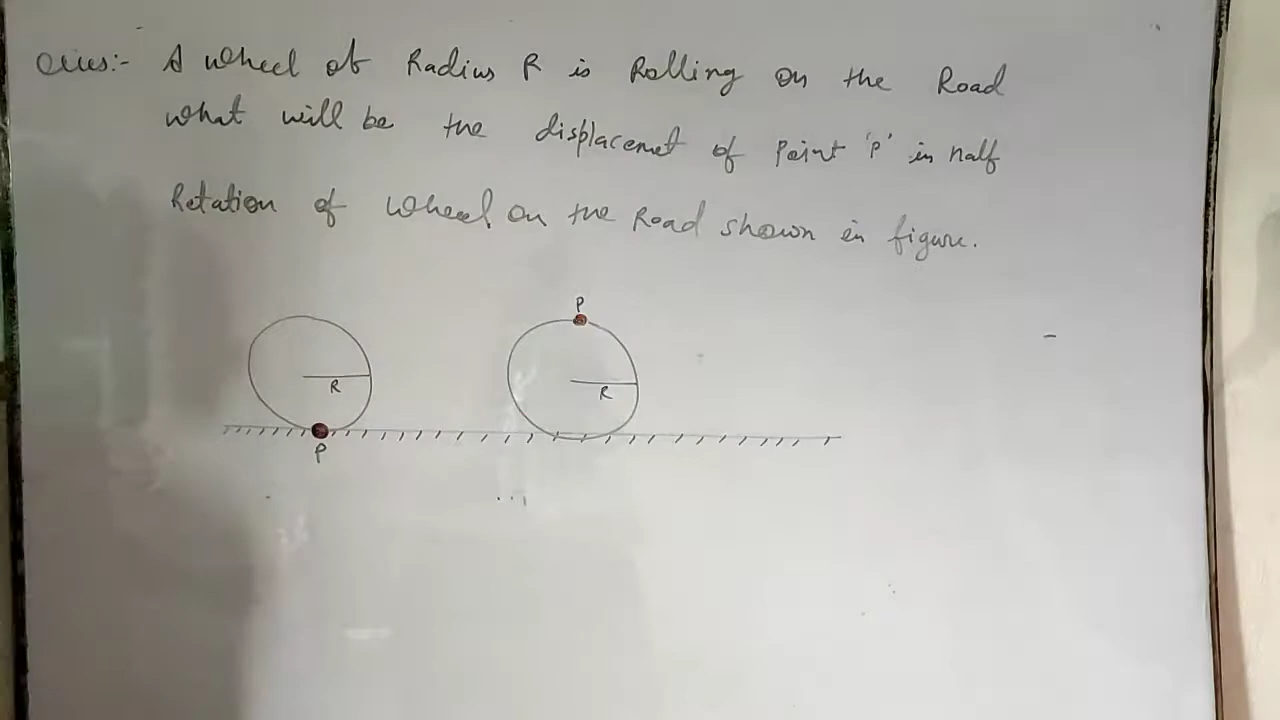 Ques:- A wheel of Radius R is Rolling on the Road
what will be the displacemet of Point 'P' in half
Rotation of wheel on the Road shown in figure.
P
R
R
P